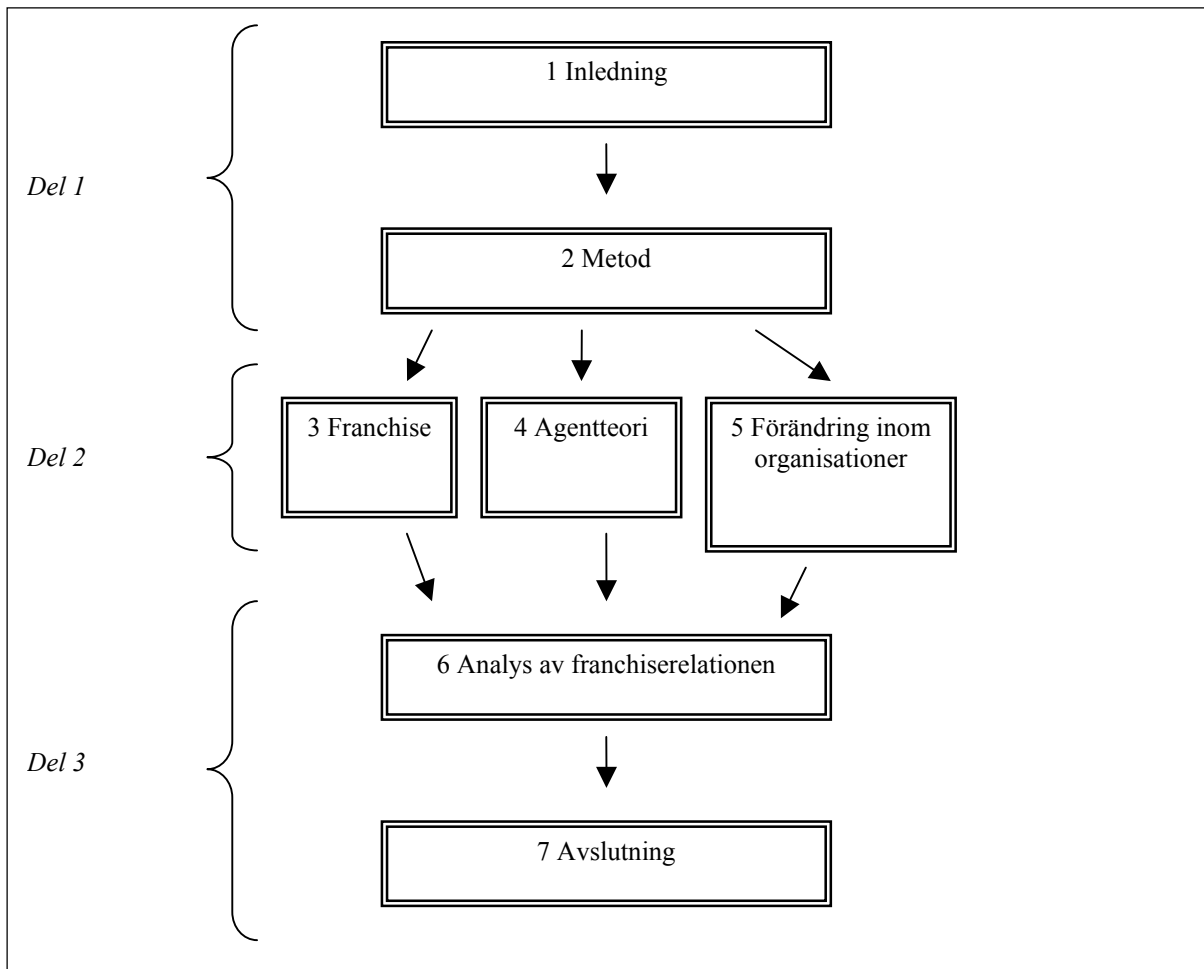 1 Inledning
Del 1
2 Metod
Del 2
3 Franchise
4 Agentteori
5 Förändring inom
organisationer
6 Analys av franchiserelationen
Del 3
7 Avslutning